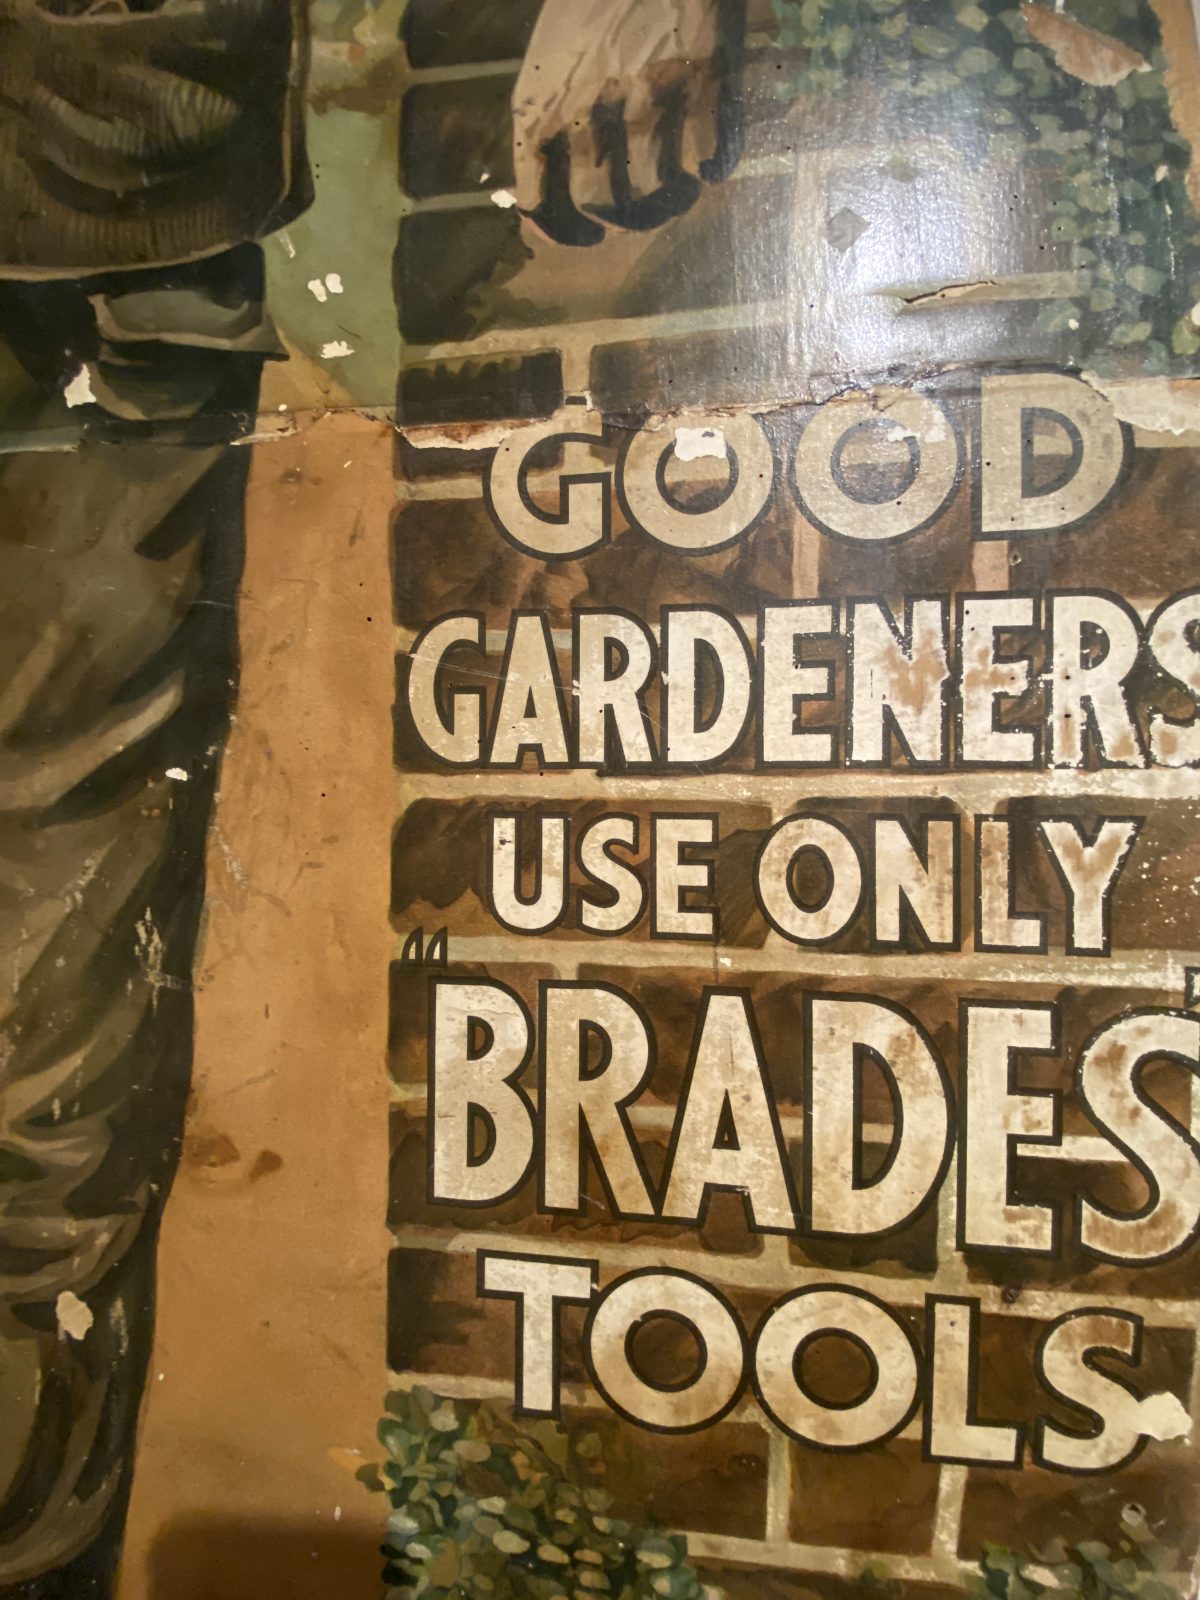 GOOD
GARDENERS
USE ONLY
"BRADES'
TOOLS